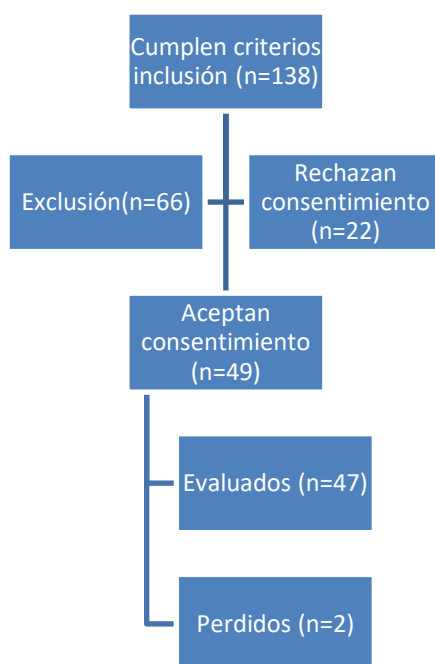 Cumplen criterios
inclusión (n=138)
Exclusión(n=66)
Rechazan
consentimiento
(n=22)
Aceptan
consentimiento
(n=49)
Evaluados (n=47)
Perdidos (n=2)